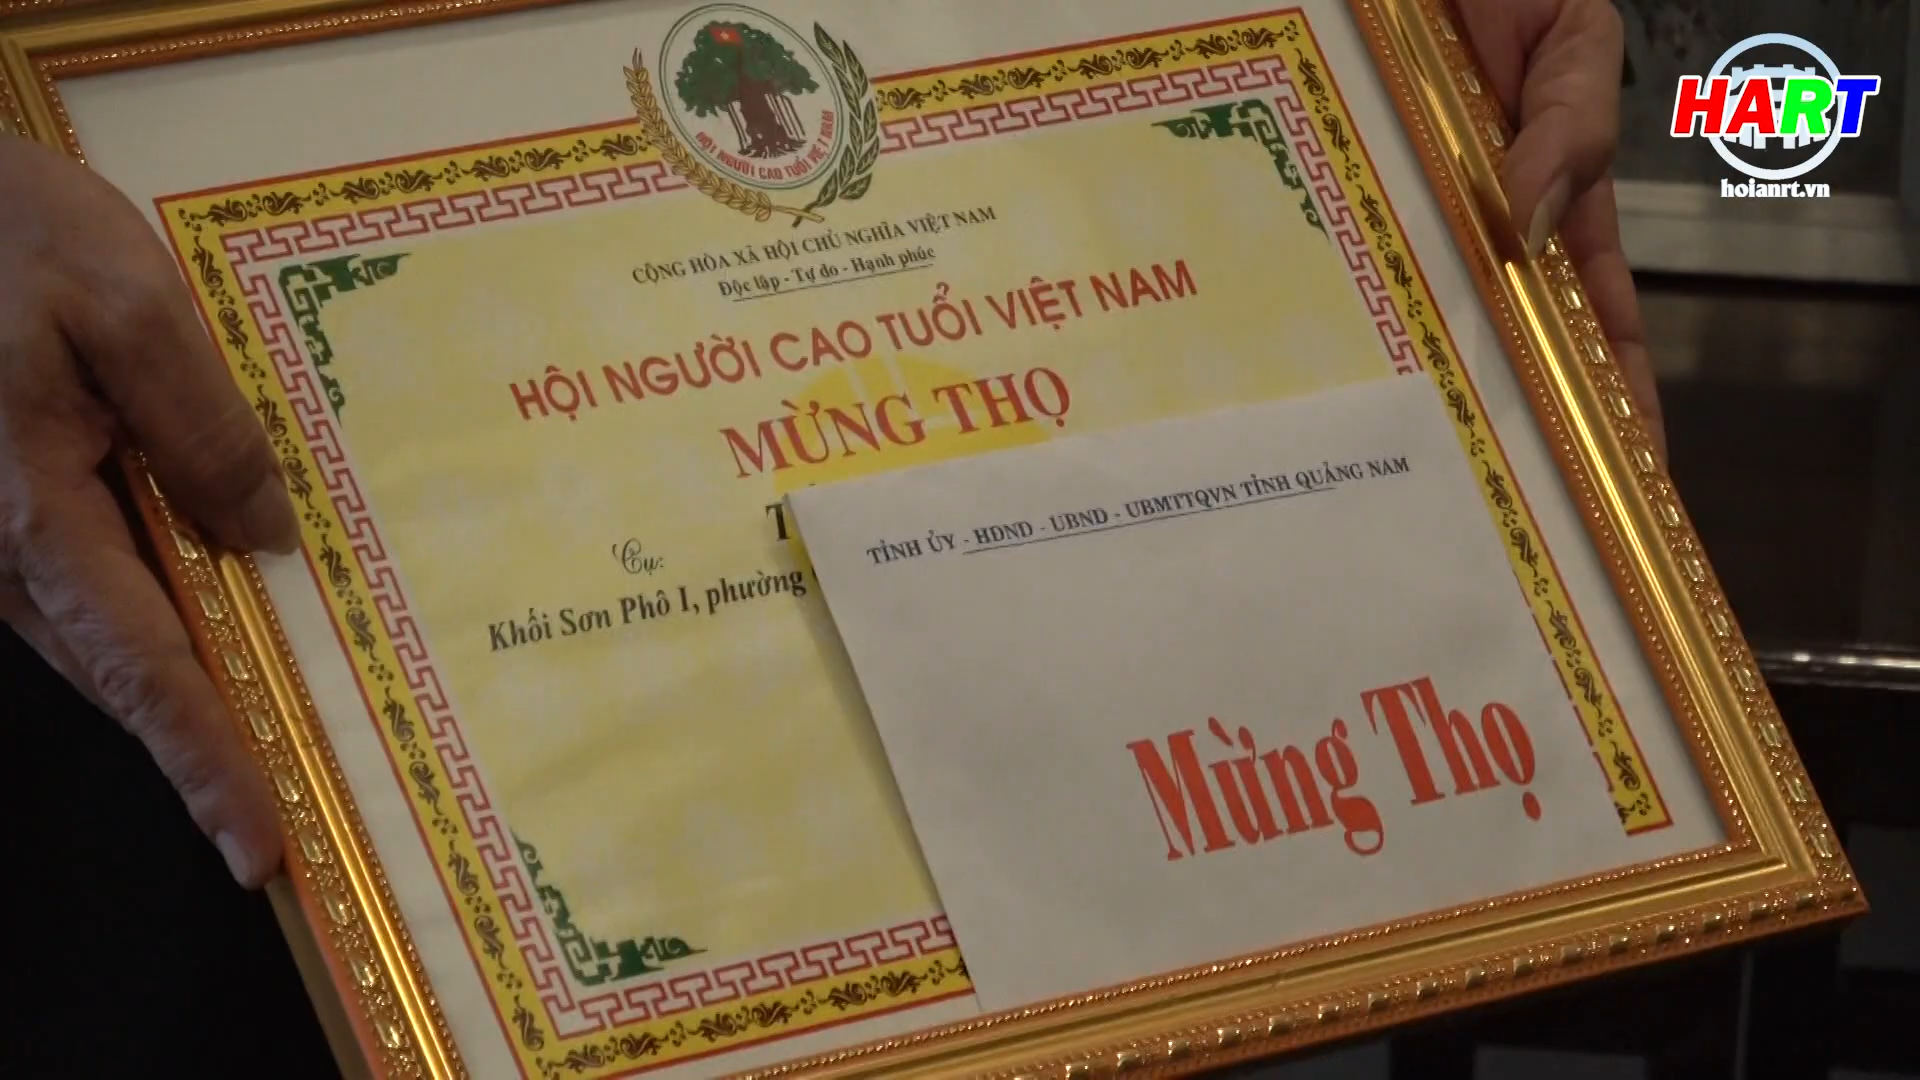 HART
hoianrt.vn
HỘI NGƯỜI CAO TUỔI VIỆT NAM
CỘNG HÒA XÃ HỘI CHỦ NGHĨA VIỆT NAM
Độc lập - Tự do - Hạnh phúc
HỘI NGƯỜI CAO TUỔI VIỆT NAM
MỪNG THỌ
Cụ:
Khối Sơn Phô I, phường
TỈNH ỦY - HĐND - UBND - UBMTTQVN TỈNH QUẢNG NAM
Mừng Thọ